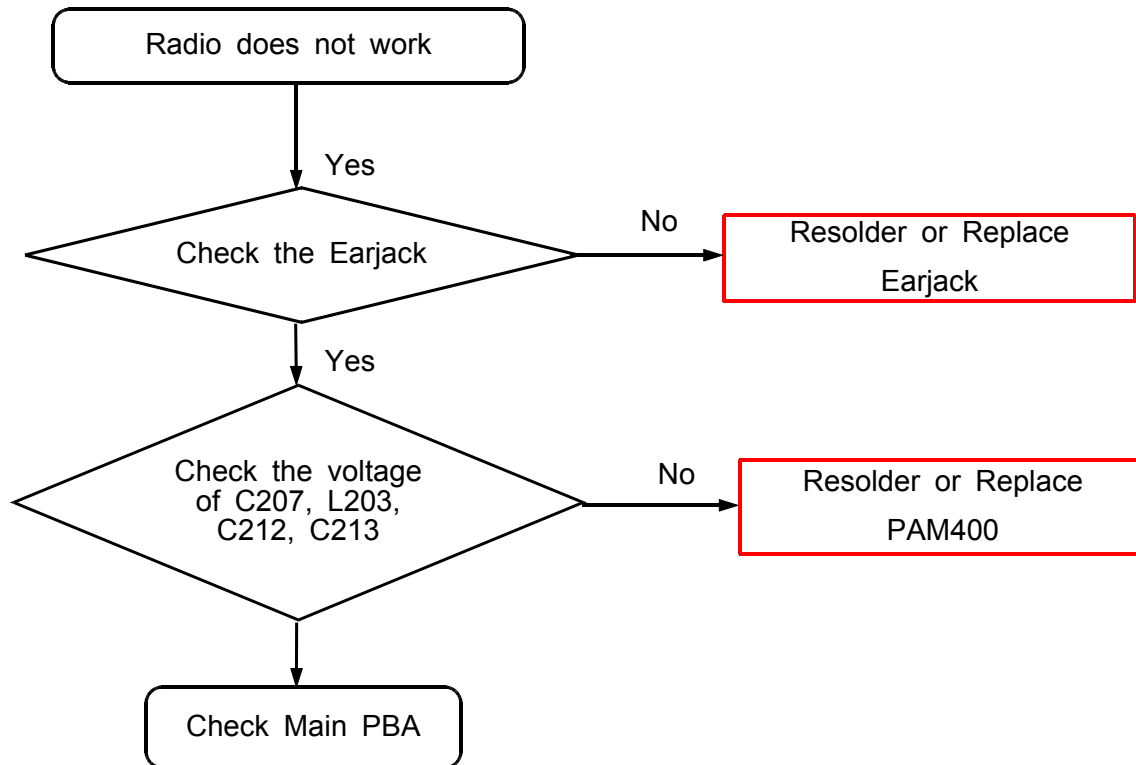 Radio does not work
Yes
Check the Earjack
No
Resolder or Replace
Earjack
Yes
Check the voltage
of C207, L203,
C212, C213
No
Resolder or Replace
PAM400
Check Main PBA